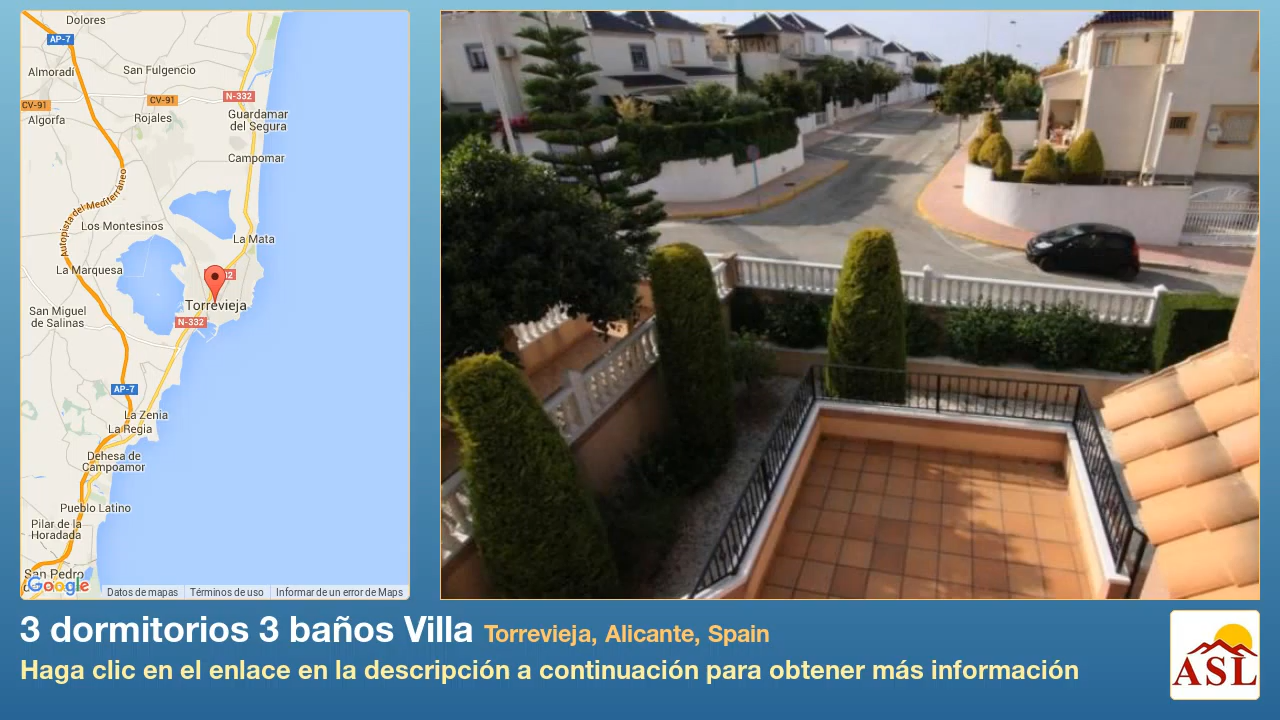 Dolores
AP-7
Almoradí
San Fulgencio
CV-91
CV-91
N-332
Algorfa
Rojales
Guardamar
del Segura
Campomar
Autopista del Mediterráneo
Los Montesinos
La Mata
La Marquesa
San Miguel
de Salinas
Torrevieja
N-332
AP-7
La Zenia
La Regia
Dehesa de
Campoamor
Pueblo Latino
Pilar de la
Horadada
San Pedro
Google
Datos de mapas
Términos de uso
Informar de un error de Maps
3 dormitorios 3 baños Villa Torrevieja, Alicante, Spain
Haga clic en el enlace en la descripción a continuación para obtener más información
ASL